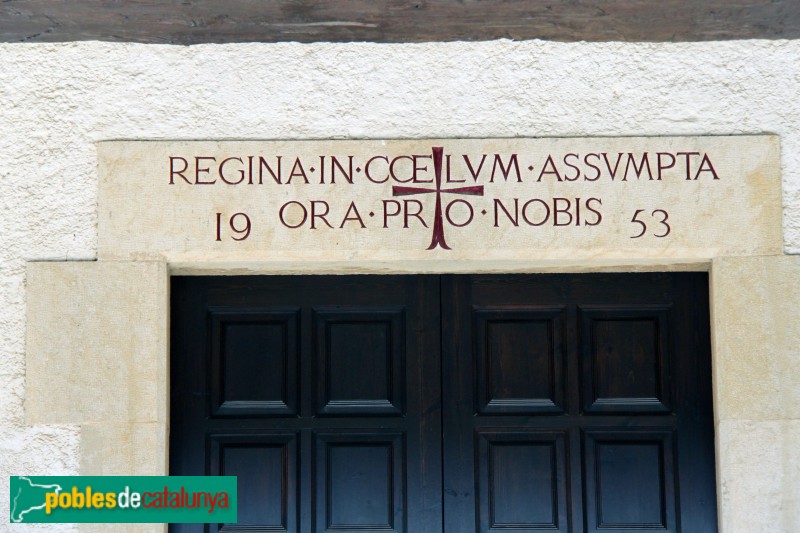 REGINA·IN·CŒLVM·ASSVMPTA
19 ORA·PRO·NOBIS 53
poblesdecatalunya